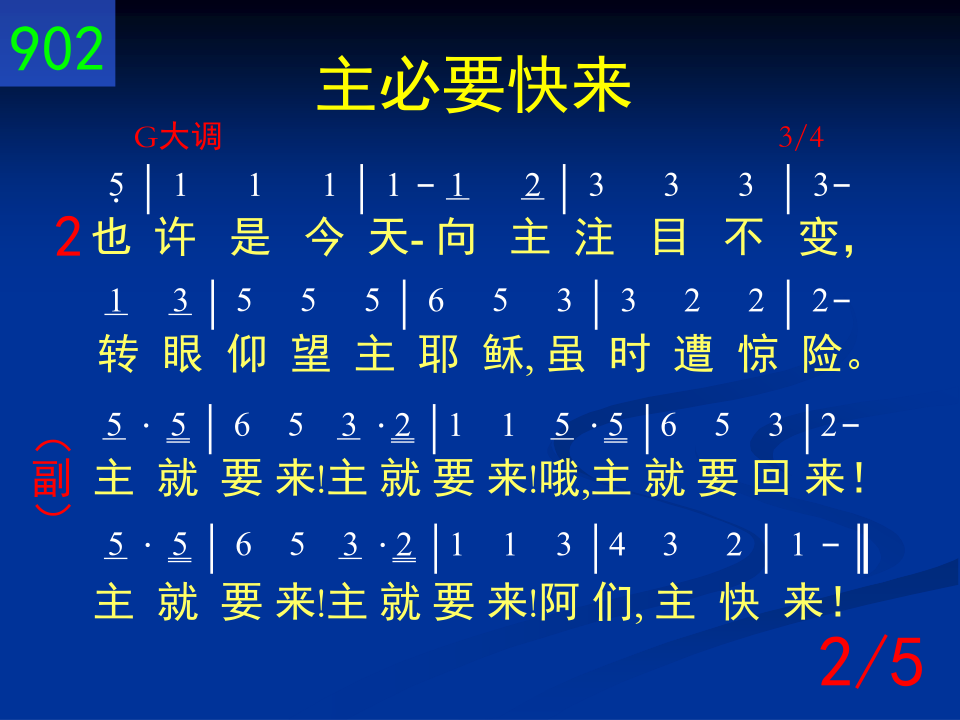 902
主必要快来
G大调 3/4
5̣ | 1 1 1 | 1 - 1 2 | 3 3 3 | 3-
2 也 许 是 今 天- 向 主 注 目 不 变，
1 3 | 5 5 5 | 6 5 3 | 3 2 2 | 2-
转 眼 仰 望 主 耶 稣, 虽 时 遭 惊 险。
5 · 5 | 6 5 3 · 2 | 1 1 5 · 5 | 6 5 3 | 2-
（副） 主 就 要 来!主 就 要 来!哦,主 就 要 回 来！
5 · 5 | 6 5 3 · 2 | 1 1 3 | 4 3 2 | 1 - ‖
主 就 要 来!主 就 要 来!阿 们, 主 快 来！
2/5